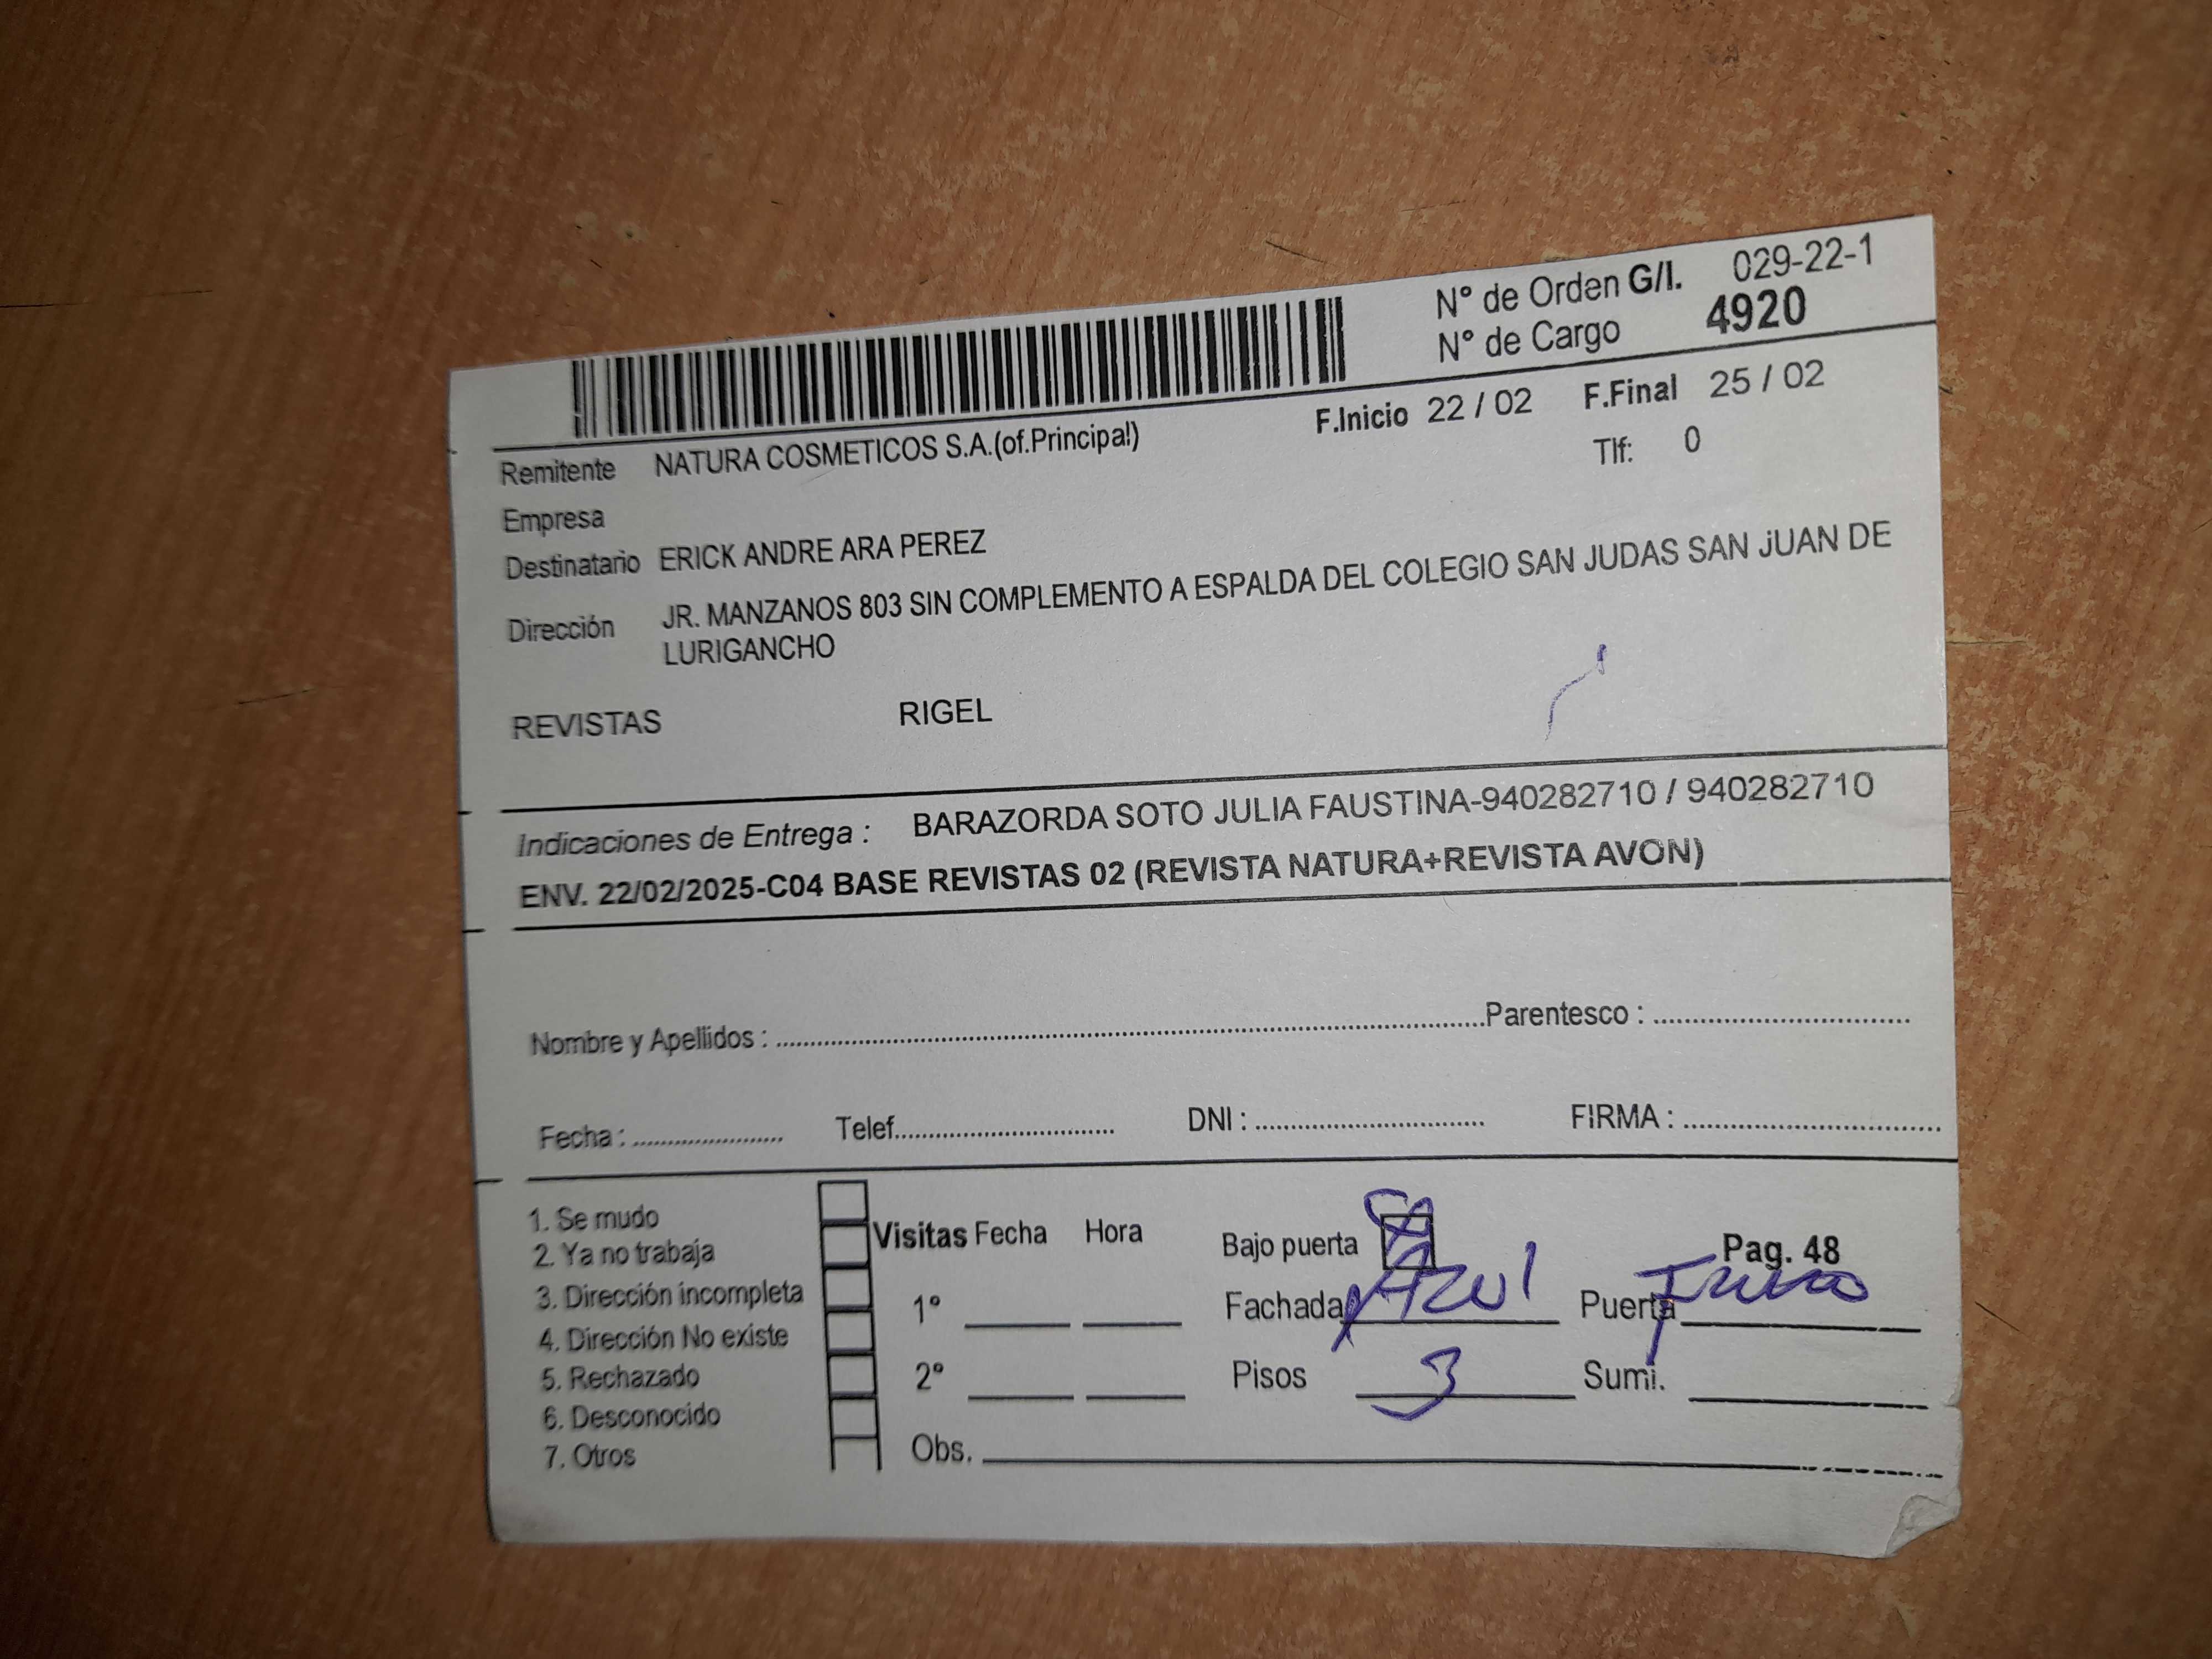 N° de Orden G/I. 029-22-1
N° de Cargo 4920
F.Inicio 22 / 02 F.Final 25 / 02
Remitente NATURA COSMETICOS S.A.(of.Principal)
Tlf: 0
Empresa
Destinatario ERICK ANDRE ARA PEREZ
Dirección JR. MANZANOS 803 SIN COMPLEMENTO A ESPALDA DEL COLEGIO SAN JUDAS SAN JUAN DE
LURIGANCHO
REVISTAS RIGEL
Indicaciones de Entrega : BARAZORDA SOTO JULIA FAUSTINA-940282710 / 940282710
ENV. 22/02/2025-C04 BASE REVISTAS 02 (REVISTA NATURA+REVISTA AVON)
Nombre y Apellidos : Parentesco :
Fecha : Telef. DNI : FIRMA :
1. Se mudo
2. Ya no trabaja
3. Dirección incompleta
4. Dirección No existe
5. Rechazado
6. Desconocido
7. Otros
Visitas Fecha Hora
1°
2°
Obs.
Bajo puerta
Pag. 48
Fachada Azul Puerta
Pisos 3 Sumi.